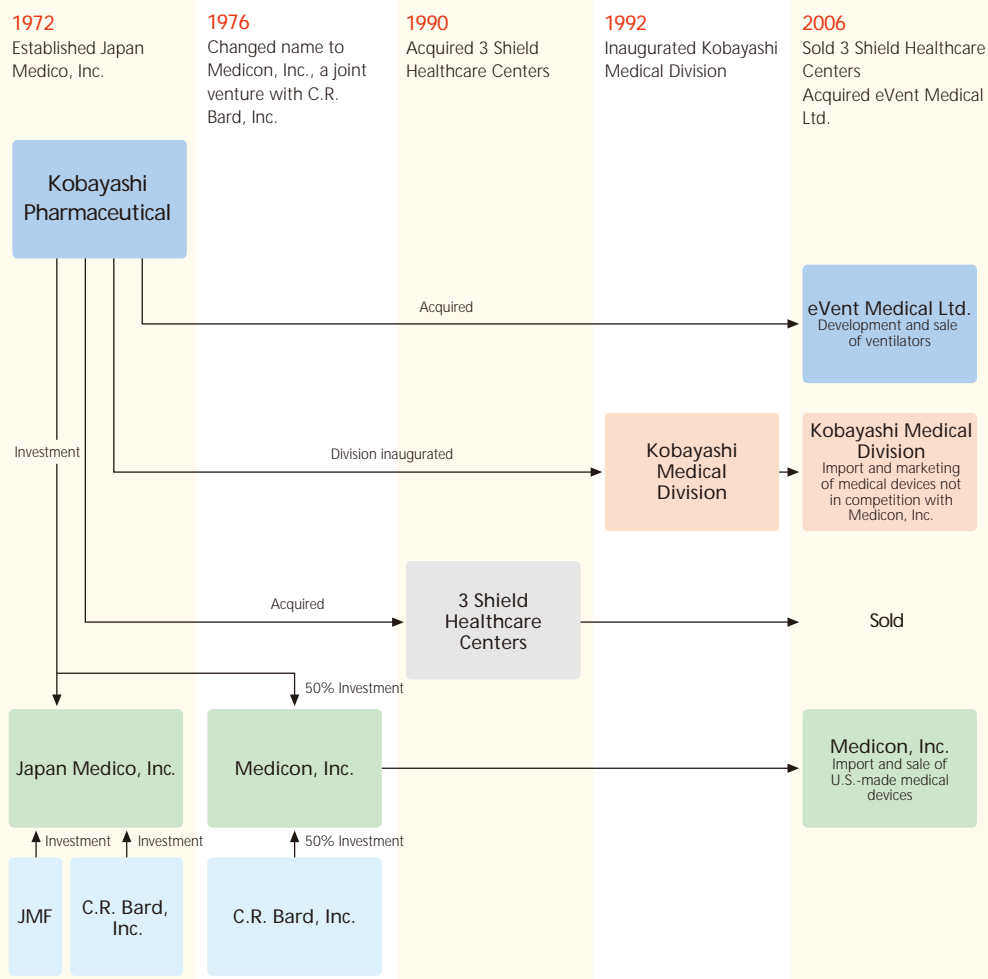 1972
Established Japan
Medico, Inc.
1976
Changed name to
Medicon, Inc., a joint
venture with C.R.
Bard, Inc.
1990
Acquired 3 Shield
Healthcare Centers
1992
Inaugurated Kobayashi
Medical Division
2006
Sold 3 Shield Healthcare
Centers
Acquired eVent Medical
Ltd.
Kobayashi
Pharmaceutical
Acquired
eVent Medical Ltd.
Development and sale
of ventilators
Investment
Division inaugurated
Kobayashi
Medical
Division
Kobayashi Medical
Division
Import and marketing
of medical devices not
in competition with
Medicon, Inc.
Acquired
3 Shield
Healthcare
Centers
Sold
50% Investment
Japan Medico, Inc.
Medicon, Inc.
Medicon, Inc.
Import and sale of
U.S.-made medical
devices
Investment
Investment
50% Investment
JMF
C.R. Bard,
Inc.
C.R. Bard, Inc.